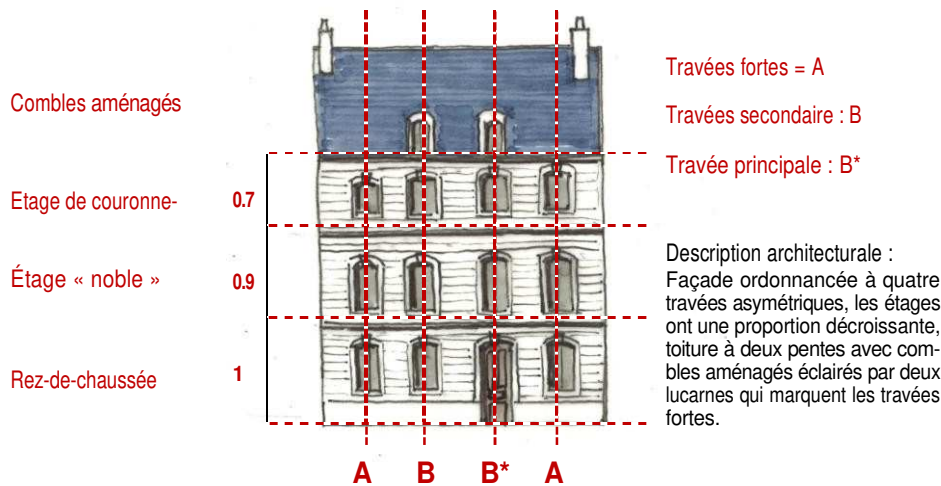 Combles aménagés
Etage de couronne-
0.7
Étage « noble »
0.9
Rez-de-chaussée
1
A
B
B*
A
Travées fortes = A
Travées secondaire : B
Travée principale : B*
Description architecturale :
Façade ordonnancée à quatre
travées asymétriques, les étages
ont une proportion décroissante,
toiture à deux pentes avec com-
bles aménagés éclairés par deux
lucarnes qui marquent les travées
fortes.